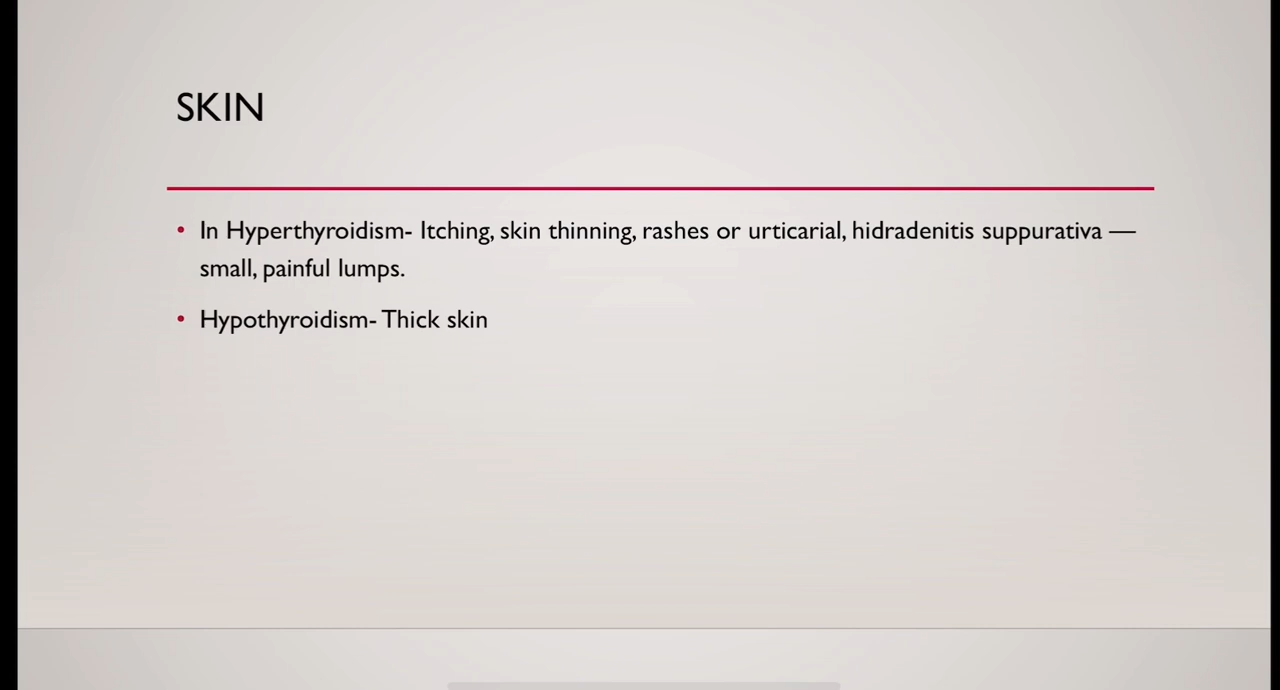 SKIN
• In Hyperthyroidism- Itching, skin thinning, rashes or urticarial, hidradenitis suppurativa —
small, painful lumps.
• Hypothyroidism- Thick skin